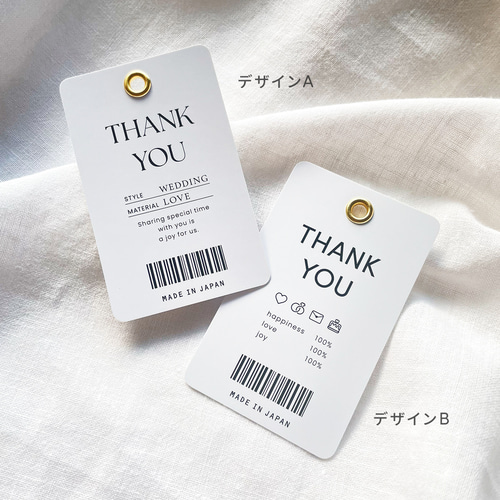 デザインA
THANK
YOU
STYLE WEDDING
MATERIAL LOVE
Sharing special time
with you is
a joy for us.
MADE IN JAPAN
THANK
YOU
happiness 100%
love 100%
joy 100%
MADE IN JAPAN
デザインB